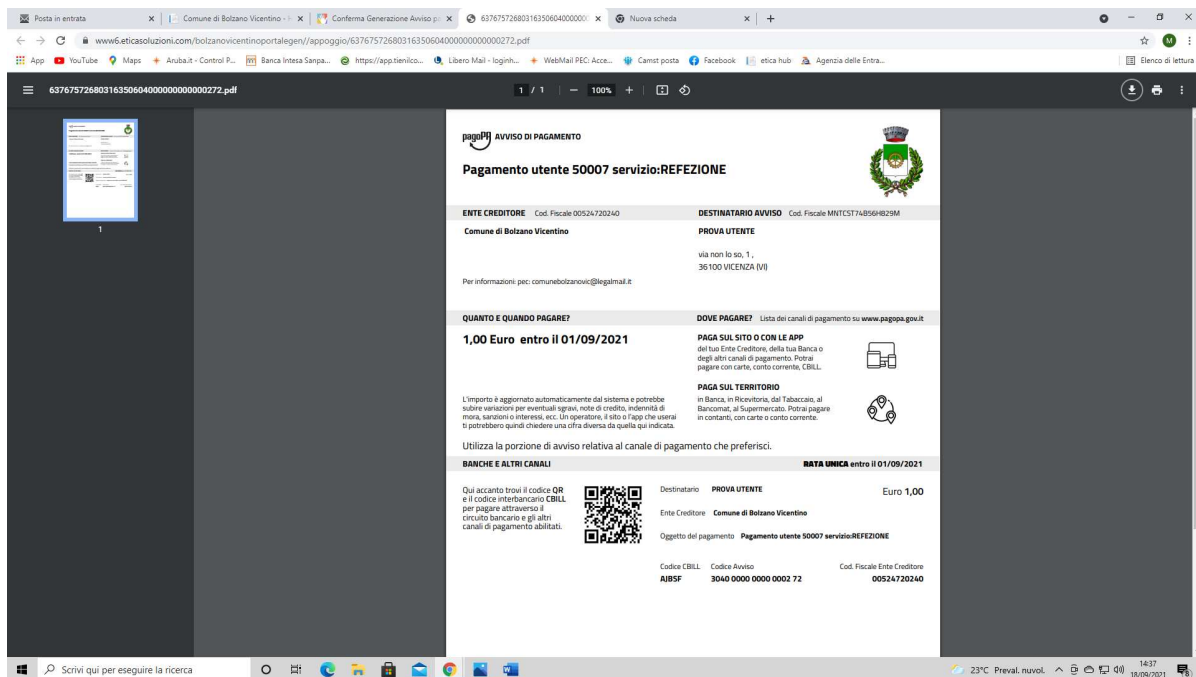 Posta in entrata
Comune di Bolzano Vicentino -
Conferma Generazione Avviso
Nuova scheda
www6.eticasoluzioni.com/bolzanovicentinoportalegen//appoggio/
App YouTube Maps Aruba.it - Control P... Banca Intesa Sanpa... https://app.tienilco... Libero Mail - loginh... WebMail PEC: Acce... Camst posta Facebook etica hub Agenzia delle Entra... Elenco di lettura
1 / 1 — 100% +
pagoPA AVVISO DI PAGAMENTO
Pagamento utente 50007 servizio:REFEZIONE
ENTE CREDITORE Cod. Fiscale 00524720240
DESTINATARIO AVVISO Cod. Fiscale MNTCST74B56H829M
Comune di Bolzano Vicentino
PROVA UTENTE
via non lo so, 1 ,
36100 VICENZA (VI)
Per informazioni: pec: comunebolzanovic@legalmail.it
1
QUANTO E QUANDO PAGARE?
DOVE PAGARE? Lista dei canali di pagamento su www.pagopa.gov.it
1,00 Euro entro il 01/09/2021
PAGA SUL SITO O CON LE APP
del tuo Ente Creditore, della tua Banca o
degli altri canali di pagamento. Potrai
pagare con carte, conto corrente, CBILL.
PAGA SUL TERRITORIO
in Banca, in Ricevitoria, dal Tabaccaio, al
Bancomat, al Supermercato. Potrai pagare
in contanti, con carte o conto corrente.
L'importo è aggiornato automaticamente dal sistema e potrebbe
subire variazioni per eventuali sgravi, note di credito, indennità di
mora, sanzioni o interessi, ecc. Un operatore, il sito o l'app che userai
ti potrebbero quindi chiedere una cifra diversa da quella qui indicata.
Utilizza la porzione di avviso relativa al canale di pagamento che preferisci.
BANCHE E ALTRI CANALI
RATA UNICA entro il 01/09/2021
Qui accanto trovi il codice QR
e il codice interbancario CBILL
per pagare attraverso il
circuito bancario e gli altri
canali di pagamento abilitati.
Destinatario PROVA UTENTE
Euro 1,00
Ente Creditore Comune di Bolzano Vicentino
Oggetto del pagamento Pagamento utente 50007 servizio:REFEZIONE
Codice CBILL Codice Avviso Cod. Fiscale Ente Creditore
AJBSF 3040 0000 0000 0002 72 00524720240
Scrivi qui per eseguire la ricerca
23°C Preval. nuvol.
14:37
18/09/2021